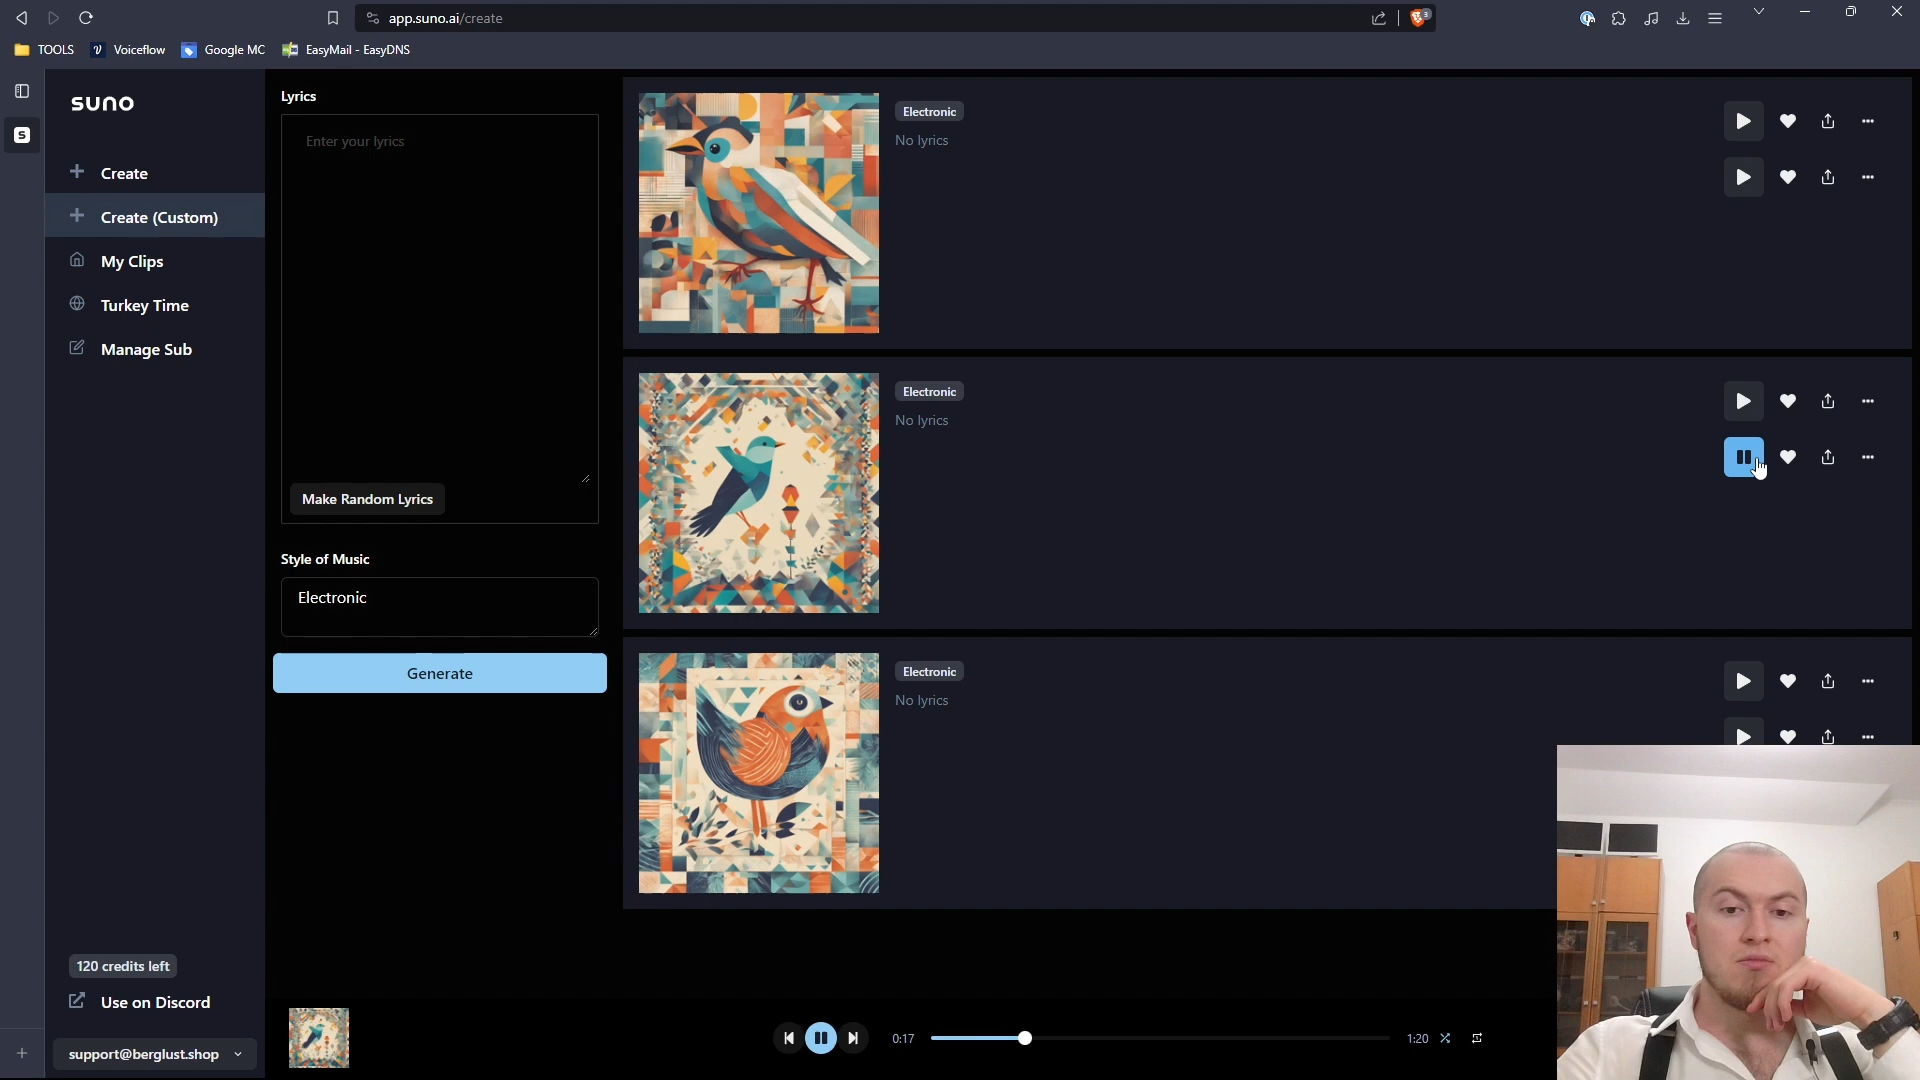 app.suno.ai/create
3
TOOLS
Voiceflow
Google MC
EasyMail - EasyDNS
suno
S
Create
Create (Custom)
My Clips
Turkey Time
Manage Sub
120 credits left
Use on Discord
support@berglust.shop
Lyrics
Enter your lyrics
Make Random Lyrics
Style of Music
Electronic
Generate
Electronic
No lyrics
Electronic
No lyrics
Electronic
No lyrics
0:17
1:20